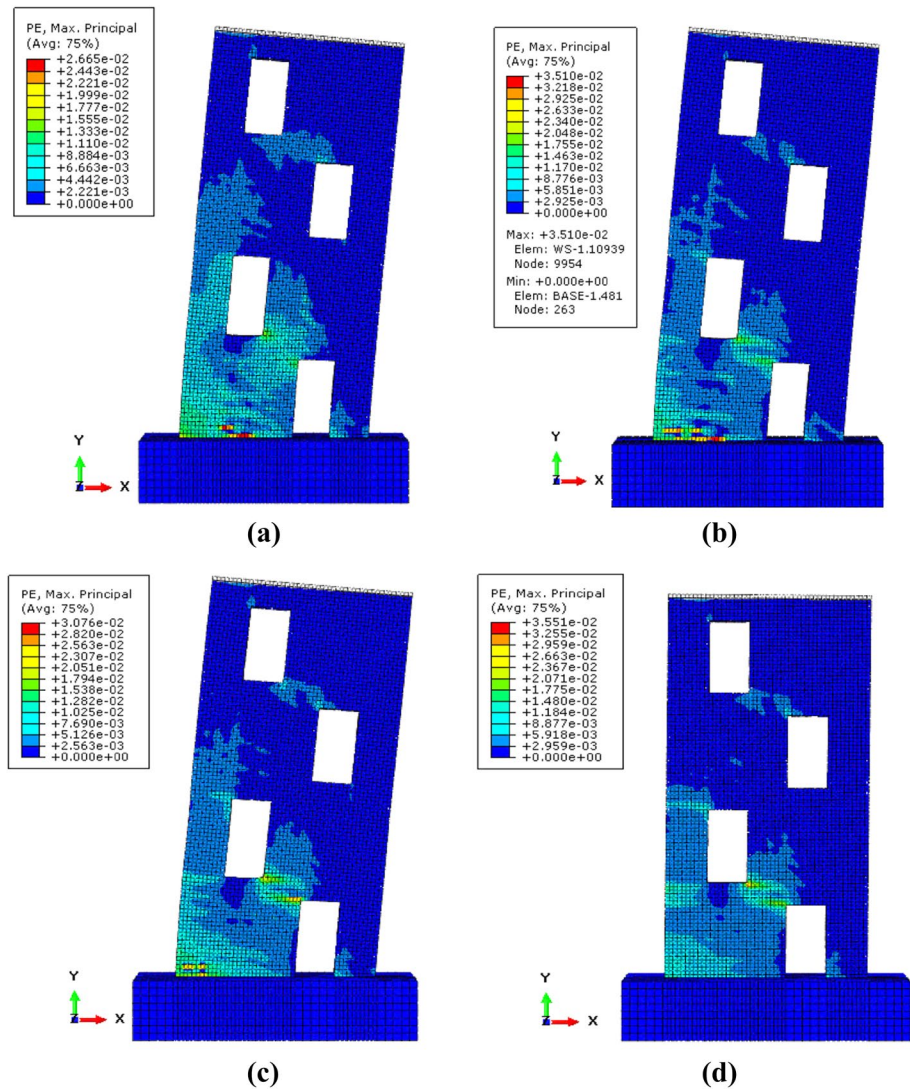 PE, Max. Principal
(Avg: 75%)
+2.665e-02
+2.443e-02
+2.221e-02
+1.999e-02
+1.777e-02
+1.555e-02
+1.333e-02
+1.110e-02
+8.884e-03
+6.663e-03
+4.442e-03
+2.221e-03
+0.000e+00
Y
Z
X
(a)
PE, Max. Principal
(Avg: 75%)
+3.510e-02
+3.218e-02
+2.925e-02
+2.633e-02
+2.340e-02
+2.048e-02
+1.755e-02
+1.463e-02
+1.170e-02
+8.776e-03
+5.851e-03
+2.925e-03
+0.000e+00
Max: +3.510e-02
Elem: WS-1.10939
Node: 9954
Min: +0.000e+00
Elem: BASE-1.481
Node: 263
Y
Z
X
(b)
PE, Max. Principal
(Avg: 75%)
+3.076e-02
+2.820e-02
+2.563e-02
+2.307e-02
+2.051e-02
+1.794e-02
+1.538e-02
+1.282e-02
+1.025e-02
+7.690e-03
+5.126e-03
+2.563e-03
+0.000e+00
Y
Z
X
(c)
PE, Max. Principal
(Avg: 75%)
+3.551e-02
+3.255e-02
+2.959e-02
+2.663e-02
+2.367e-02
+2.071e-02
+1.775e-02
+1.480e-02
+1.184e-02
+8.877e-03
+5.918e-03
+2.959e-03
+0.000e+00
Y
Z
X
(d)